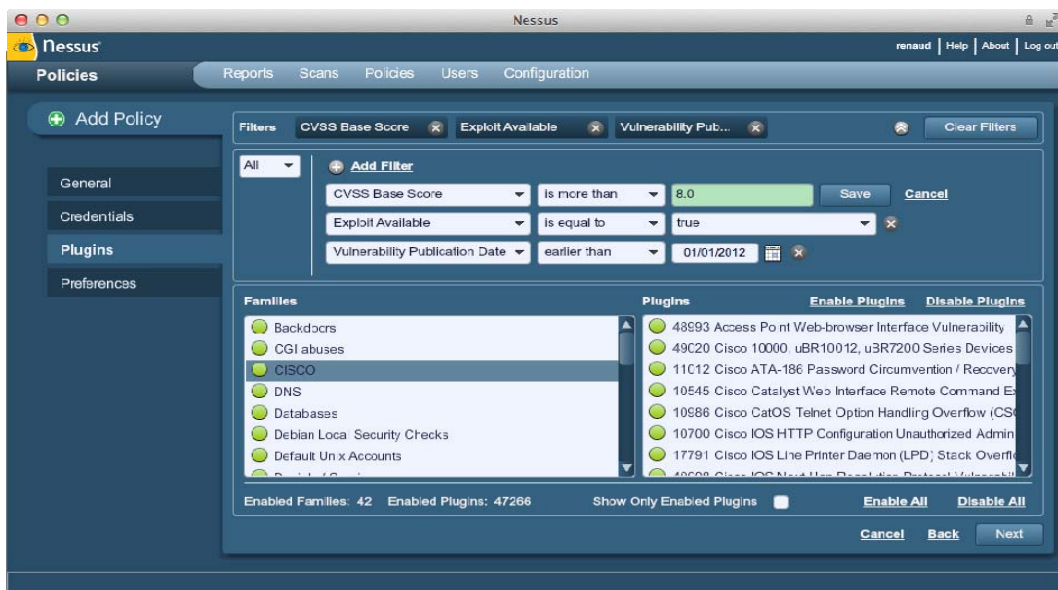 Nessus
Nessus
renaud | Help | About | Log out
Policies
Reports Scans Policies Users Configuration
Add Policy
General
Credentials
Plugins
Preferences
Filters CVSS Base Score Exploit Available Vulnerability Pub... Clear Filters
All
Add Filter
CVSS Base Score is more than 8.0 Save Cancel
Exploit Available is equal to true
Vulnerability Publication Date earlier than 01/01/2012
Families
Backdoors
CGI abuses
CISCO
DNS
Databases
Debian Local Security Checks
Default Unix Accounts
Plugins Enable Plugins Disable Plugins
48993 Access Point Web-browser Interface Vulnerability
49020 Cisco 10000, uBR10012, uBR7200 Series Devices
11012 Cisco ATA-186 Password Circumvention / Recovery
10545 Cisco Catalyst Web Interface Remote Command Ex
10986 Cisco CatOS Telnet Option Handling Overflow (CSC
10700 Cisco IOS HTTP Configuration Unauthorized Admin
17791 Cisco IOS Line Printer Daemon (LPD) Stack Overfl
Enabled Families: 42 Enabled Plugins: 47266 Show Only Enabled Plugins Enable All Disable All
Cancel Back Next